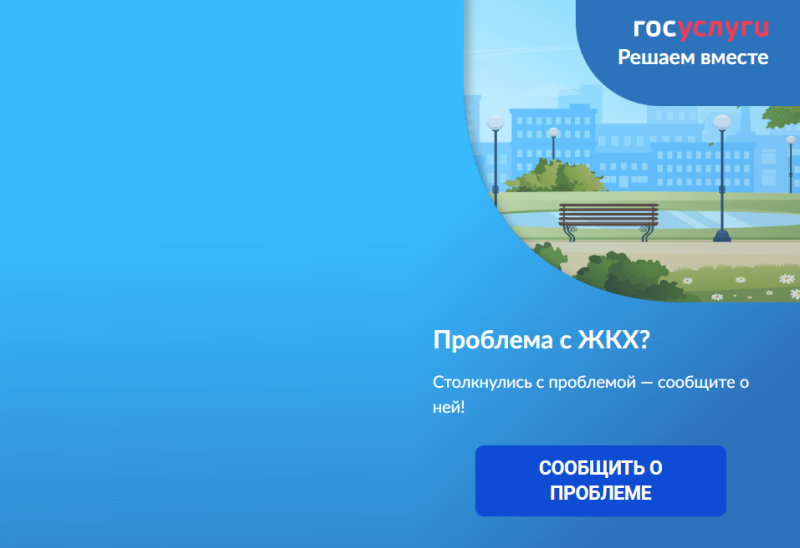 госуслуги
Решаем вместе
Проблема с ЖКХ?
Столкнулись с проблемой — сообщите о
ней!
СООБЩИТЬ О
ПРОБЛЕМЕ